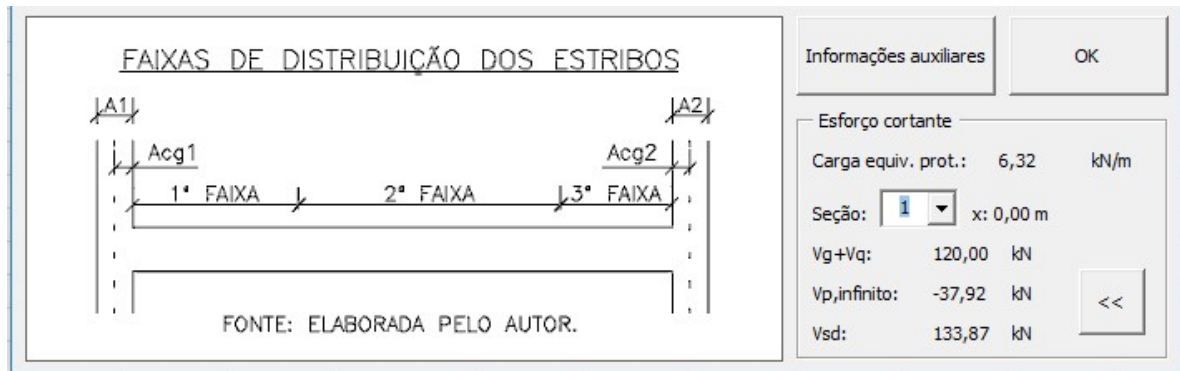 FAIXAS DE DISTRIBUIÇÃO DOS ESTRIBOS
A1 A2
Acg1 Acg2
1ª FAIXA 2ª FAIXA 3ª FAIXA
FONTE: ELABORADA PELO AUTOR.
Informações auxiliares OK
Esforço cortante
Carga equiv. prot.: 6,32 kN/m
Seção: 1 x: 0,00 m
Vg+Vq: 120,00 kN
Vp,infinito: -37,92 kN
<<
Vsd: 133,87 kN